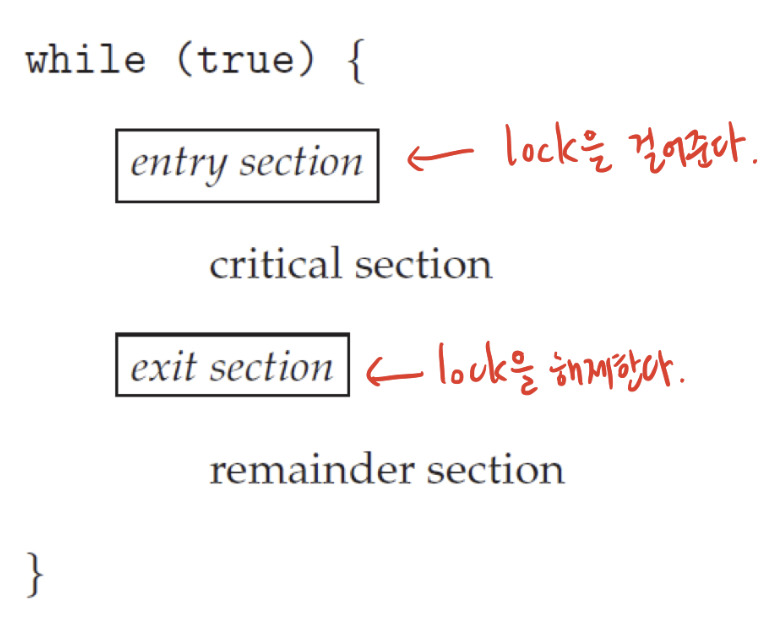 while (true) {
entry section ← lock을 걸어준다.
critical section
exit section ← lock을 해제한다.
remainder section
}